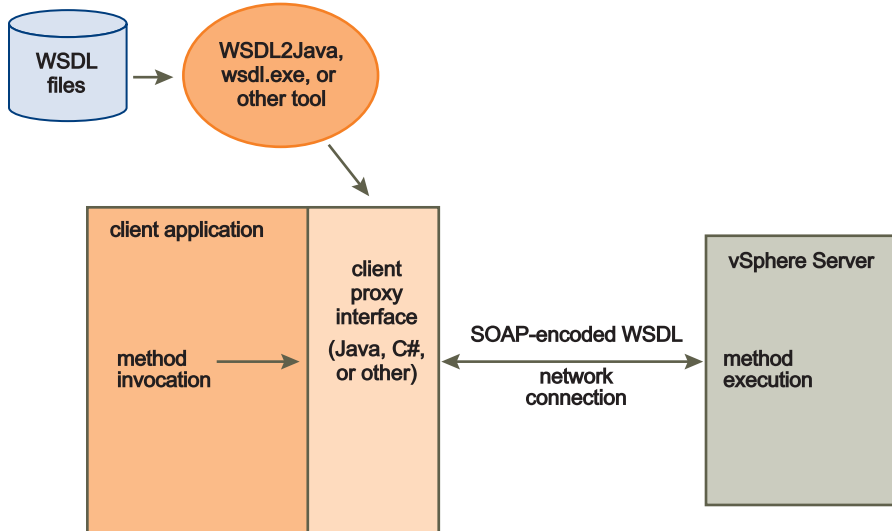 WSDL
files
WSDL2Java,
wsdl.exe, or
other tool
client application
client
proxy
interface
(Java, C#,
or other)
method
invocation
SOAP-encoded WSDL
network
connection
vSphere Server
method
execution